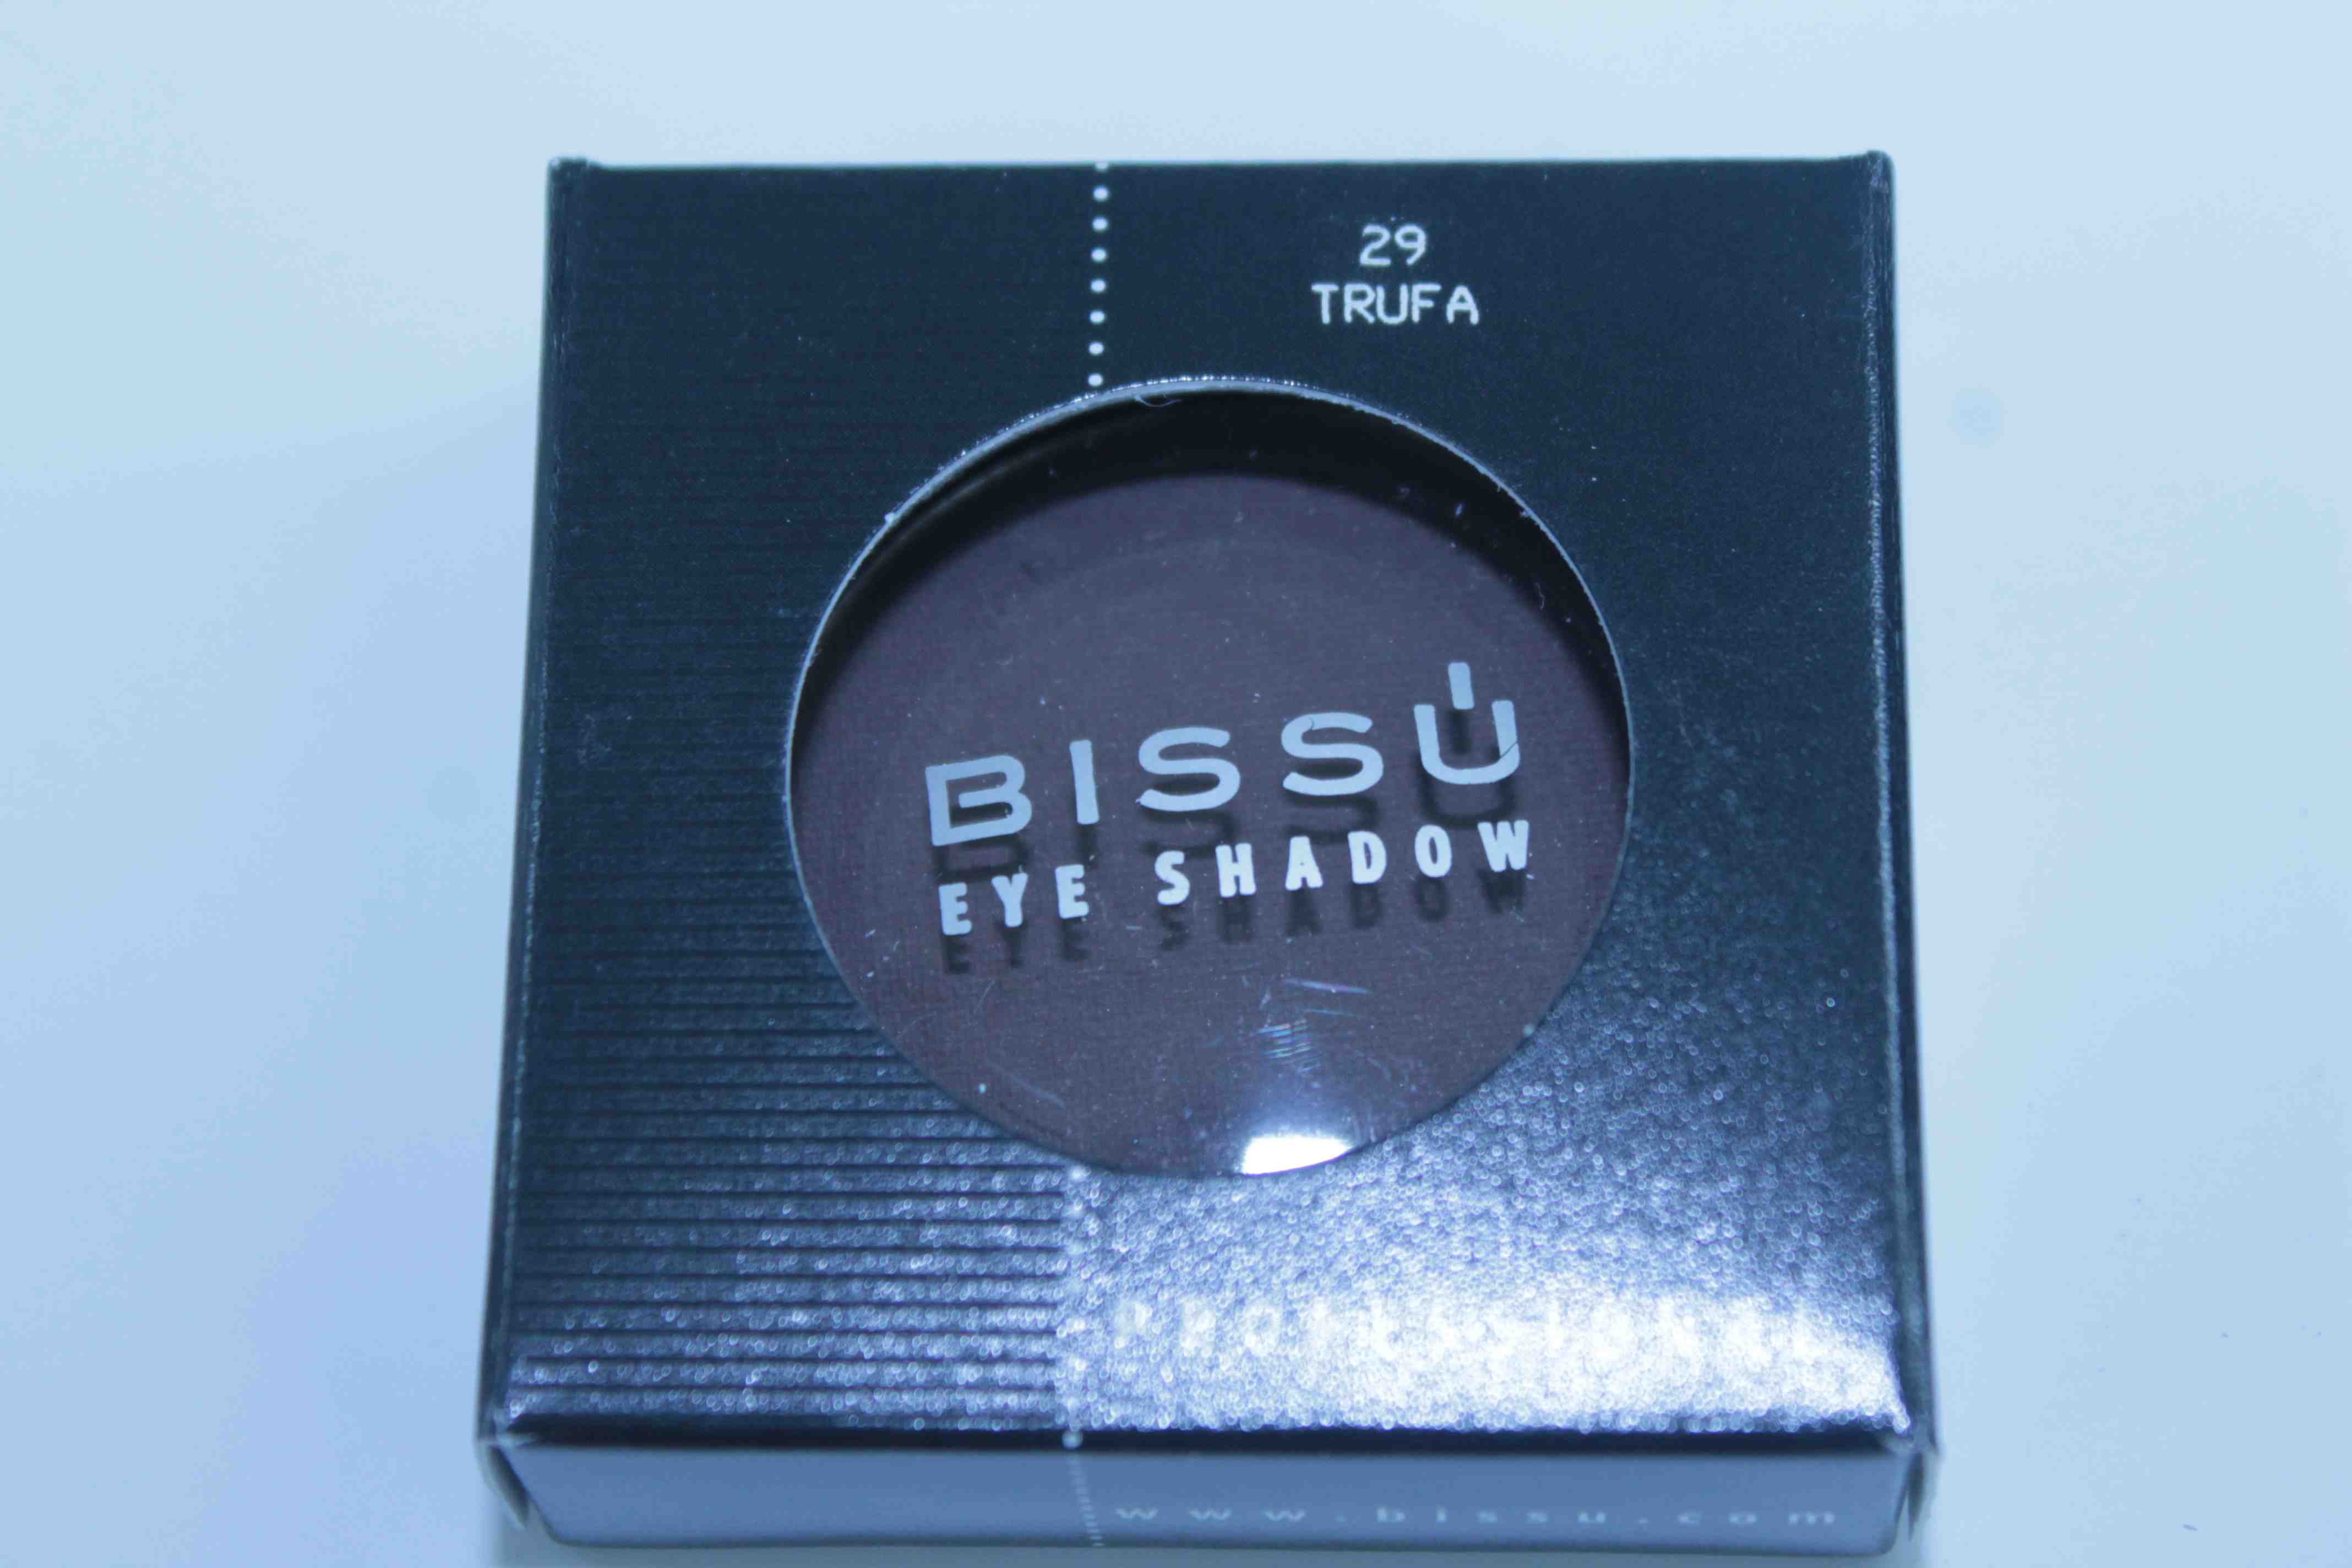 29
TRUFA
BISSÚ
EYE SHADOW
PROFESSIONAL
www.bissu.com